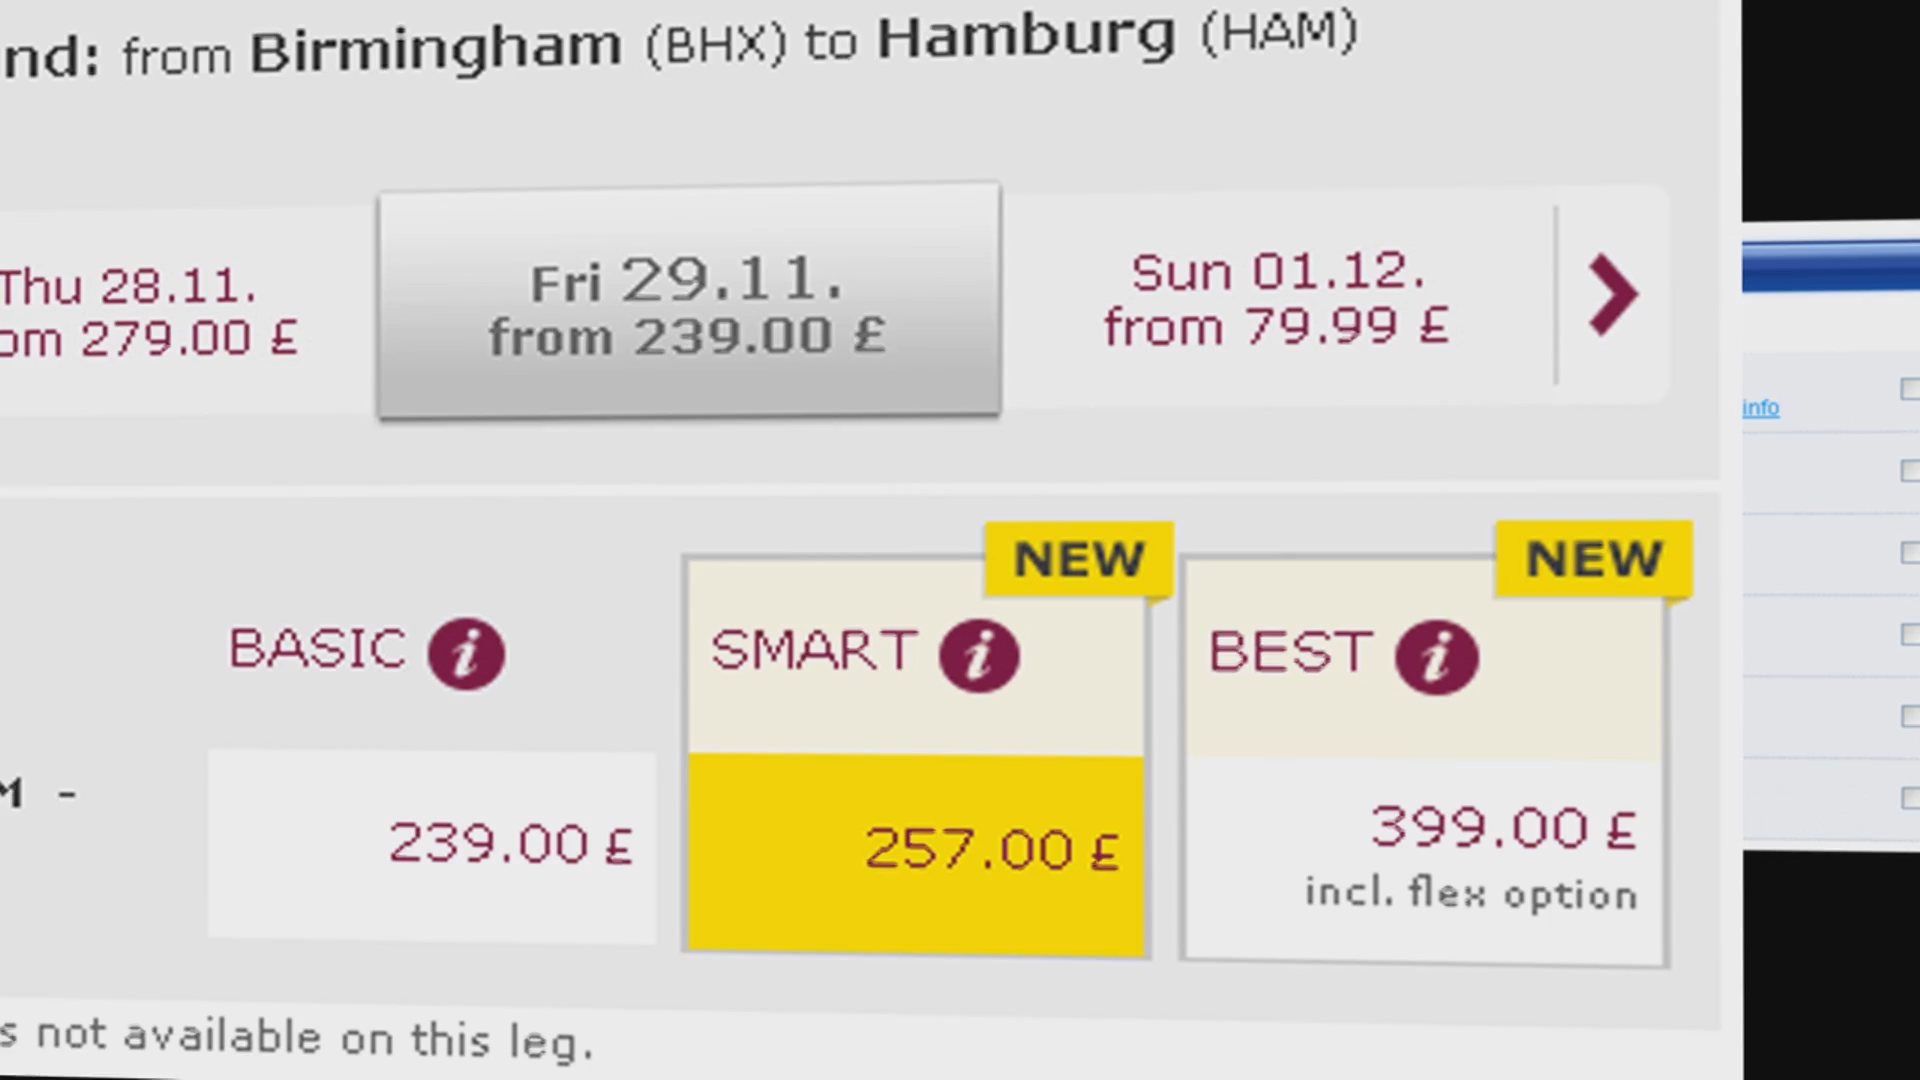 nd: from Birmingham (BHX) to Hamburg (HAM)
Thu 28.11.
om 279.00 £
Fri 29.11.
from 239.00 £
Sun 01.12.
from 79.99 £
info
NEW
NEW
BASIC i
SMART i
BEST i
M -
239.00 £
257.00 £
399.00 £
incl. flex option
s not available on this leg.